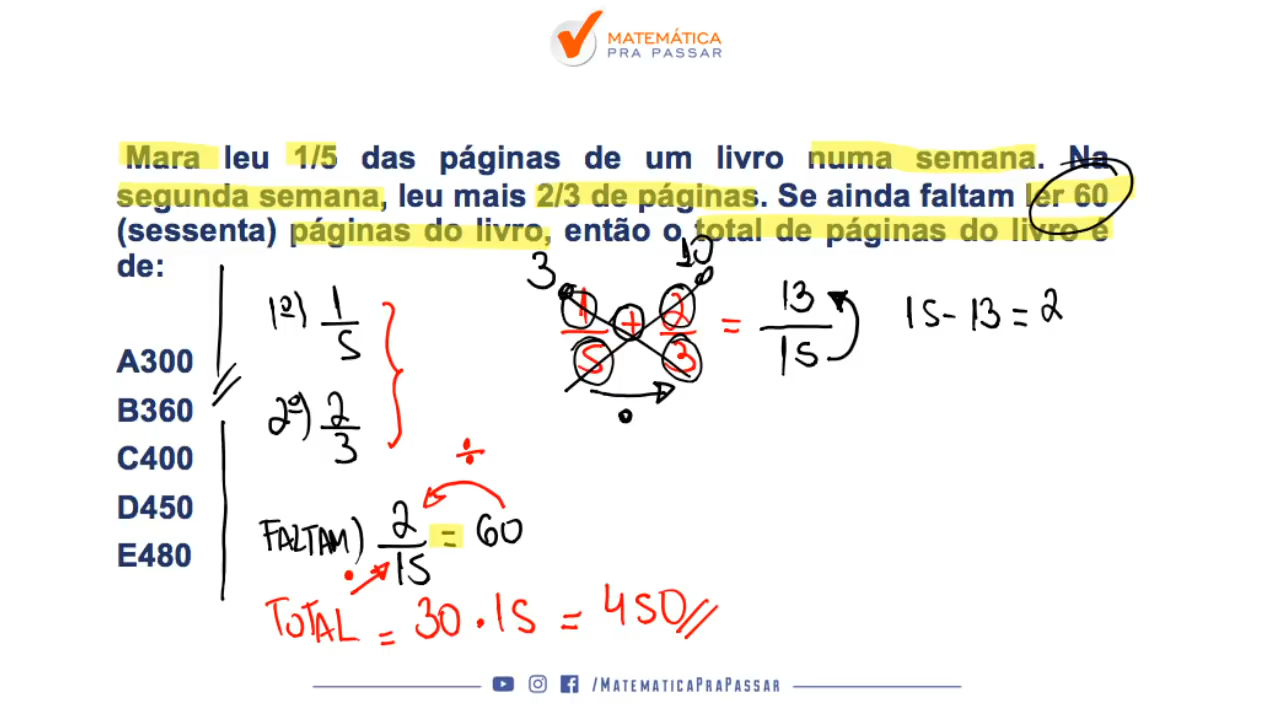 MATEMÁTICA
PRA PASSAR
Mara leu 1/5 das páginas de um livro numa semana. Na
segunda semana, leu mais 2/3 de páginas. Se ainda faltam ler 60
(sessenta) páginas do livro, então o total de páginas do livro é
de:
A300
B360
C400
D450
E480
1º) 1/5
2º) 2/3
3 10
1/5 + 2/3 = 13/15
15 - 13 = 2
÷
FALTAM) 2/15 = 60
TOTAL = 30 . 15 = 450//
/MATEMATICAPRAPASSAR